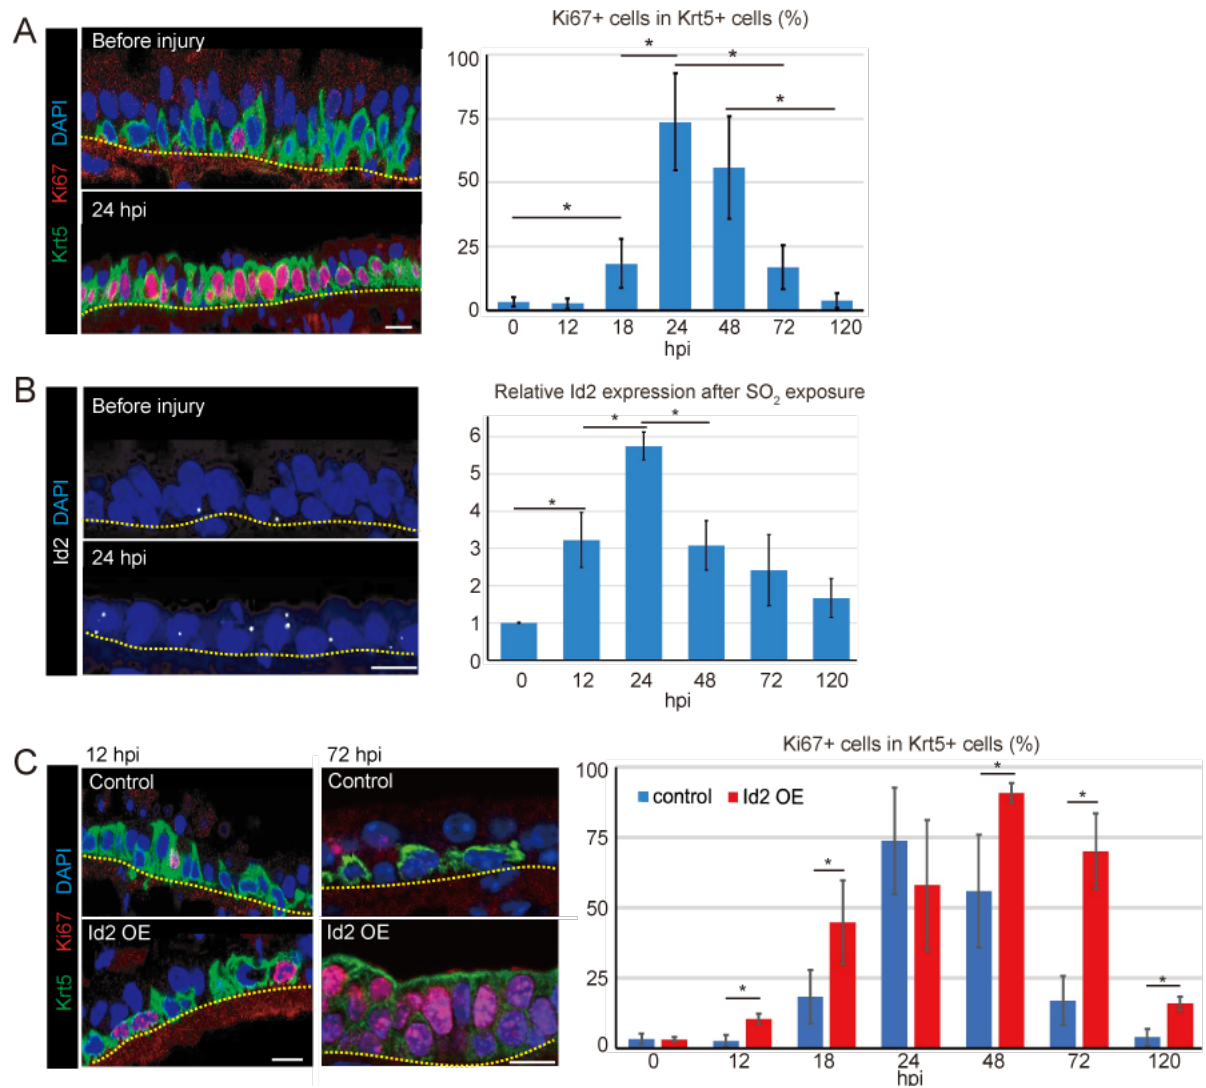 A
Krt5 Ki67 DAPI
Before injury
24 hpi
Ki67+ cells in Krt5+ cells (%)
* * *
*
100
75
50
25
0
0 12 18 24 48 72 120
hpi
B
Id2 DAPI
Before injury
24 hpi
Relative Id2 expression after SO2 exposure
* *
*
6
5
4
3
2
1
0
0 12 24 48 72 120
hpi
C
Krt5 Ki67 DAPI
12 hpi 72 hpi
Control Control
Id2 OE Id2 OE
Ki67+ cells in Krt5+ cells (%)
control Id2 OE
* *
*
* *
100
75
50
25
0
0 12 18 24 48 72 120
hpi